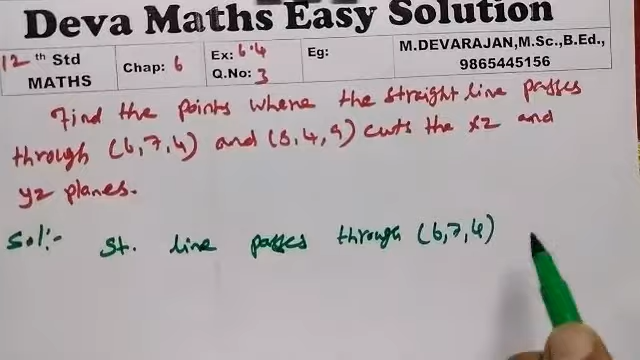 Deva Maths Easy Solution
12 th Std MATHS
Chap: 6
Ex: 6.4
Q.No: 3
Eg:
M.DEVARAJAN,M.Sc.,B.Ed.,
9865445156
Find the points where the straight line passes
through (6,7,4) and (8,4,9) cuts the xz and
yz planes.
Sol:- St. line passes through (6,7,4)